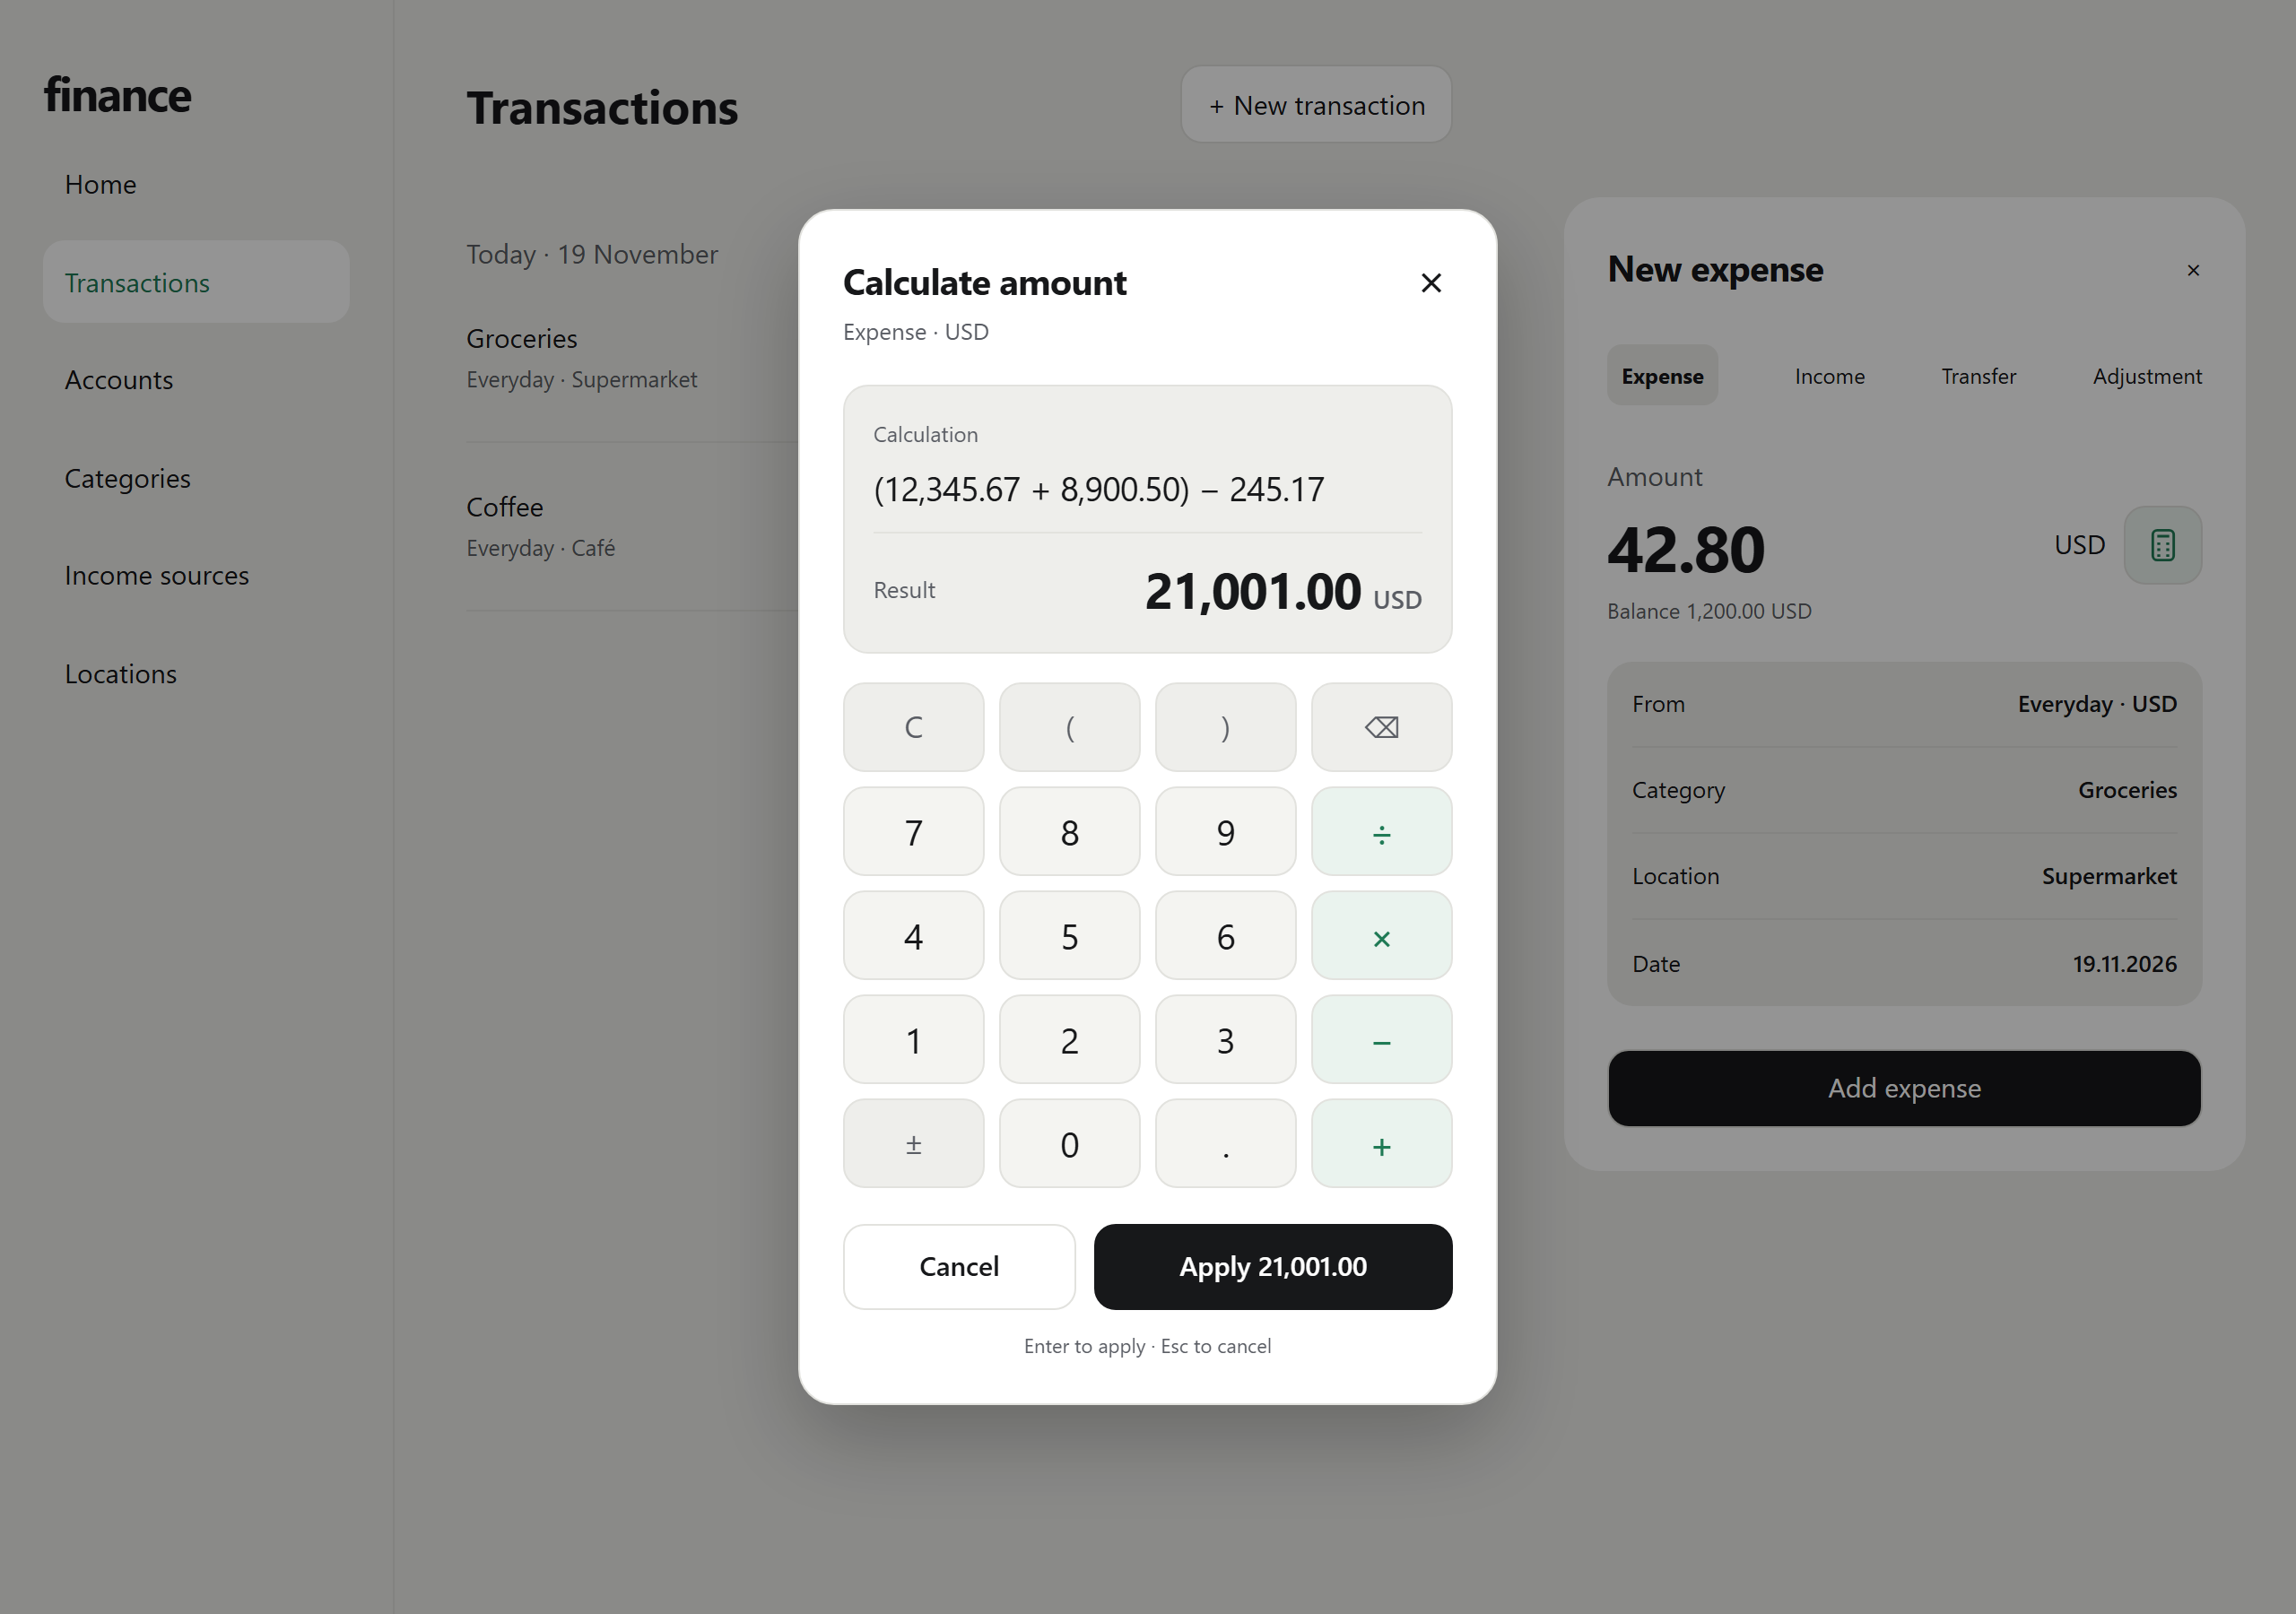 finance
Home
Transactions
Accounts
Categories
Income sources
Locations
Transactions
+ New transaction
Today · 19 November
Groceries
Everyday · Supermarket
Coffee
Everyday · Café
Calculate amount
×
Expense · USD
Calculation
(12,345.67 + 8,900.50) − 245.17
Result 21,001.00 USD
C ( ) ⌫
7 8 9 ÷
4 5 6 ×
1 2 3 −
± 0 . +
Cancel Apply 21,001.00
Enter to apply · Esc to cancel
New expense ×
Expense Income Transfer Adjustment
Amount
42.80 USD
Balance 1,200.00 USD
From Everyday · USD
Category Groceries
Location Supermarket
Date 19.11.2026
Add expense